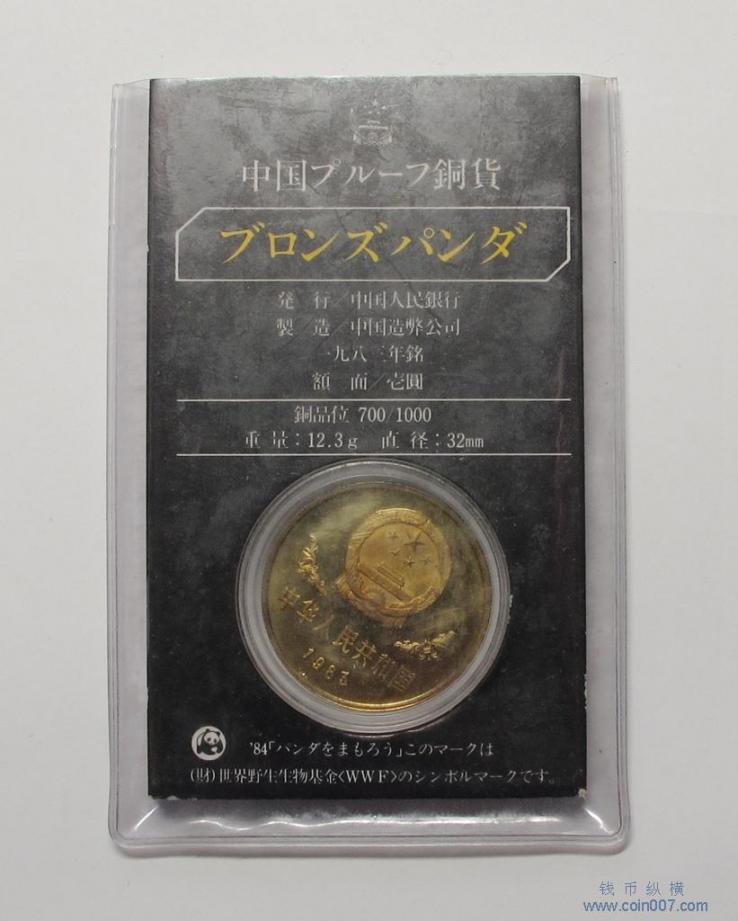 中国プルーフ銅貨
ブロンズパンダ
発 行／中国人民銀行
製 造／中国造幣公司
一九八三年銘
額 面／壱圓
銅品位 700/1000
重 量：12.3g 直 径：32mm
中华人民共和国
1983
'84「パンダをまもろう」このマークは
(財)世界野生生物基金〈WWF〉のシンボルマークです。
钱币纵横
www.coin007.com